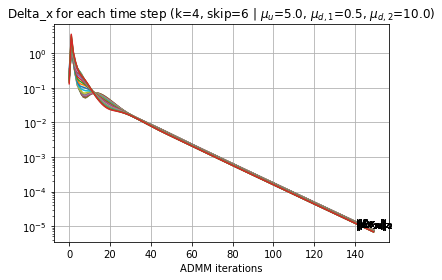 Delta_x for each time step (k=4, skip=6 | μ_u=5.0, μ_{d,1}=0.5, μ_{d,2}=10.0)
10⁰
10⁻¹
10⁻²
10⁻³
10⁻⁴
10⁻⁵
0 20 40 60 80 100 120 140
ADMM iterations